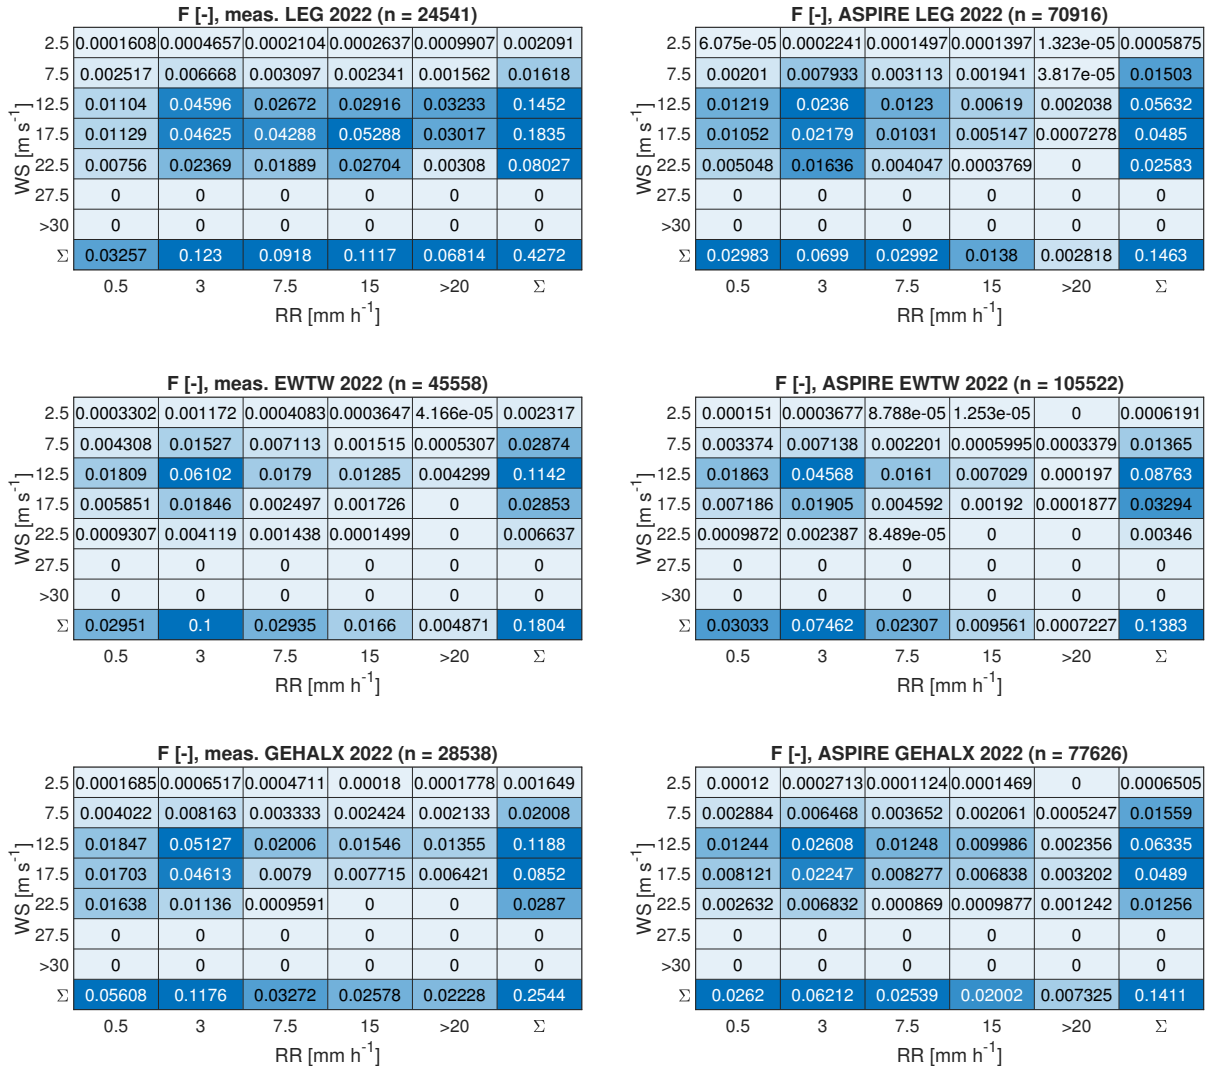 F [-], meas. LEG 2022 (n = 24541)
2.5 0.0001608 0.0004657 0.0002104 0.0002637 0.0009907 0.002091
7.5 0.002517 0.006668 0.003097 0.002341 0.001562 0.01618
12.5 0.01104 0.04596 0.02672 0.02916 0.03233 0.1452
17.5 0.01129 0.04625 0.04288 0.05288 0.03017 0.1835
22.5 0.00756 0.02369 0.01889 0.02704 0.00308 0.08027
27.5 0 0 0 0 0 0
>30 0 0 0 0 0 0
Σ 0.03257 0.123 0.0918 0.1117 0.06814 0.4272
0.5 3 7.5 15 >20 Σ
RR [mm h-1]
WS [m s-1]
F [-], ASPIRE LEG 2022 (n = 70916)
2.5 6.075e-05 0.0002241 0.0001497 0.0001397 1.323e-05 0.0005875
7.5 0.00201 0.007933 0.003113 0.001941 3.817e-05 0.01503
12.5 0.01219 0.0236 0.0123 0.00619 0.002038 0.05632
17.5 0.01052 0.02179 0.01031 0.005147 0.0007278 0.0485
22.5 0.005048 0.01636 0.004047 0.0003769 0 0.02583
27.5 0 0 0 0 0 0
>30 0 0 0 0 0 0
Σ 0.02983 0.0699 0.02992 0.0138 0.002818 0.1463
0.5 3 7.5 15 >20 Σ
RR [mm h-1]
WS [m s-1]
F [-], meas. EWTW 2022 (n = 45558)
2.5 0.0003302 0.001172 0.0004083 0.0003647 4.166e-05 0.002317
7.5 0.004308 0.01527 0.007113 0.001515 0.0005307 0.02874
12.5 0.01809 0.06102 0.0179 0.01285 0.004299 0.1142
17.5 0.005851 0.01846 0.002497 0.001726 0 0.02853
22.5 0.0009307 0.004119 0.001438 0.0001499 0 0.006637
27.5 0 0 0 0 0 0
>30 0 0 0 0 0 0
Σ 0.02951 0.1 0.02935 0.0166 0.004871 0.1804
0.5 3 7.5 15 >20 Σ
RR [mm h-1]
WS [m s-1]
F [-], ASPIRE EWTW 2022 (n = 105522)
2.5 0.000151 0.0003677 8.788e-05 1.253e-05 0 0.0006191
7.5 0.003374 0.007138 0.002201 0.0005995 0.0003379 0.01365
12.5 0.01863 0.04568 0.0161 0.007029 0.000197 0.08763
17.5 0.007186 0.01905 0.004592 0.00192 0.0001877 0.03294
22.5 0.0009872 0.002387 8.489e-05 0 0 0.00346
27.5 0 0 0 0 0 0
>30 0 0 0 0 0 0
Σ 0.03033 0.07462 0.02307 0.009561 0.0007227 0.1383
0.5 3 7.5 15 >20 Σ
RR [mm h-1]
WS [m s-1]
F [-], meas. GEHALX 2022 (n = 28538)
2.5 0.0001685 0.0006517 0.0004711 0.00018 0.0001778 0.001649
7.5 0.004022 0.008163 0.003333 0.002424 0.002133 0.02008
12.5 0.01847 0.05127 0.02006 0.01546 0.01355 0.1188
17.5 0.01703 0.04613 0.0079 0.007715 0.006421 0.0852
22.5 0.01638 0.01136 0.0009591 0 0 0.0287
27.5 0 0 0 0 0 0
>30 0 0 0 0 0 0
Σ 0.05608 0.1176 0.03272 0.02578 0.02228 0.2544
0.5 3 7.5 15 >20 Σ
RR [mm h-1]
WS [m s-1]
F [-], ASPIRE GEHALX 2022 (n = 77626)
2.5 0.00012 0.0002713 0.0001124 0.0001469 0 0.0006505
7.5 0.002884 0.006468 0.003652 0.002061 0.0005247 0.01559
12.5 0.01244 0.02608 0.01248 0.009986 0.002356 0.06335
17.5 0.008121 0.02247 0.008277 0.006838 0.003202 0.0489
22.5 0.002632 0.006832 0.000869 0.0009877 0.001242 0.01256
27.5 0 0 0 0 0 0
>30 0 0 0 0 0 0
Σ 0.0262 0.06212 0.02539 0.02002 0.007325 0.1411
0.5 3 7.5 15 >20 Σ
RR [mm h-1]
WS [m s-1]